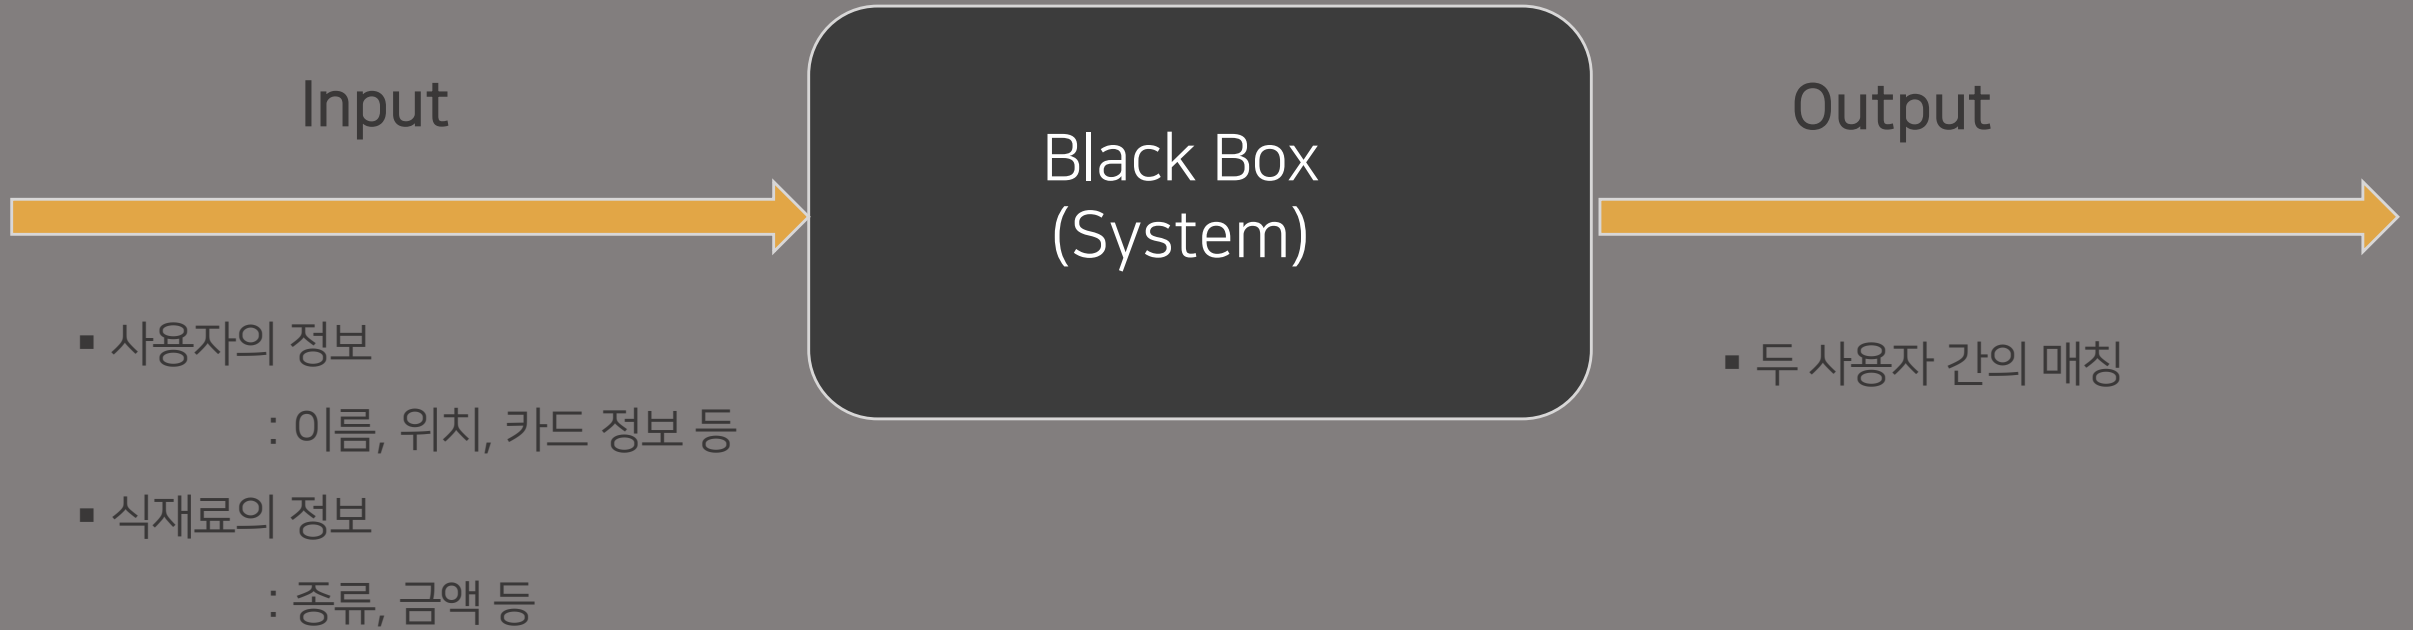 Input
▪ 사용자의 정보
: 이름, 위치, 카드 정보 등
▪ 식재료의 정보
: 종류, 금액 등
Black Box
(System)
Output
▪ 두 사용자 간의 매칭